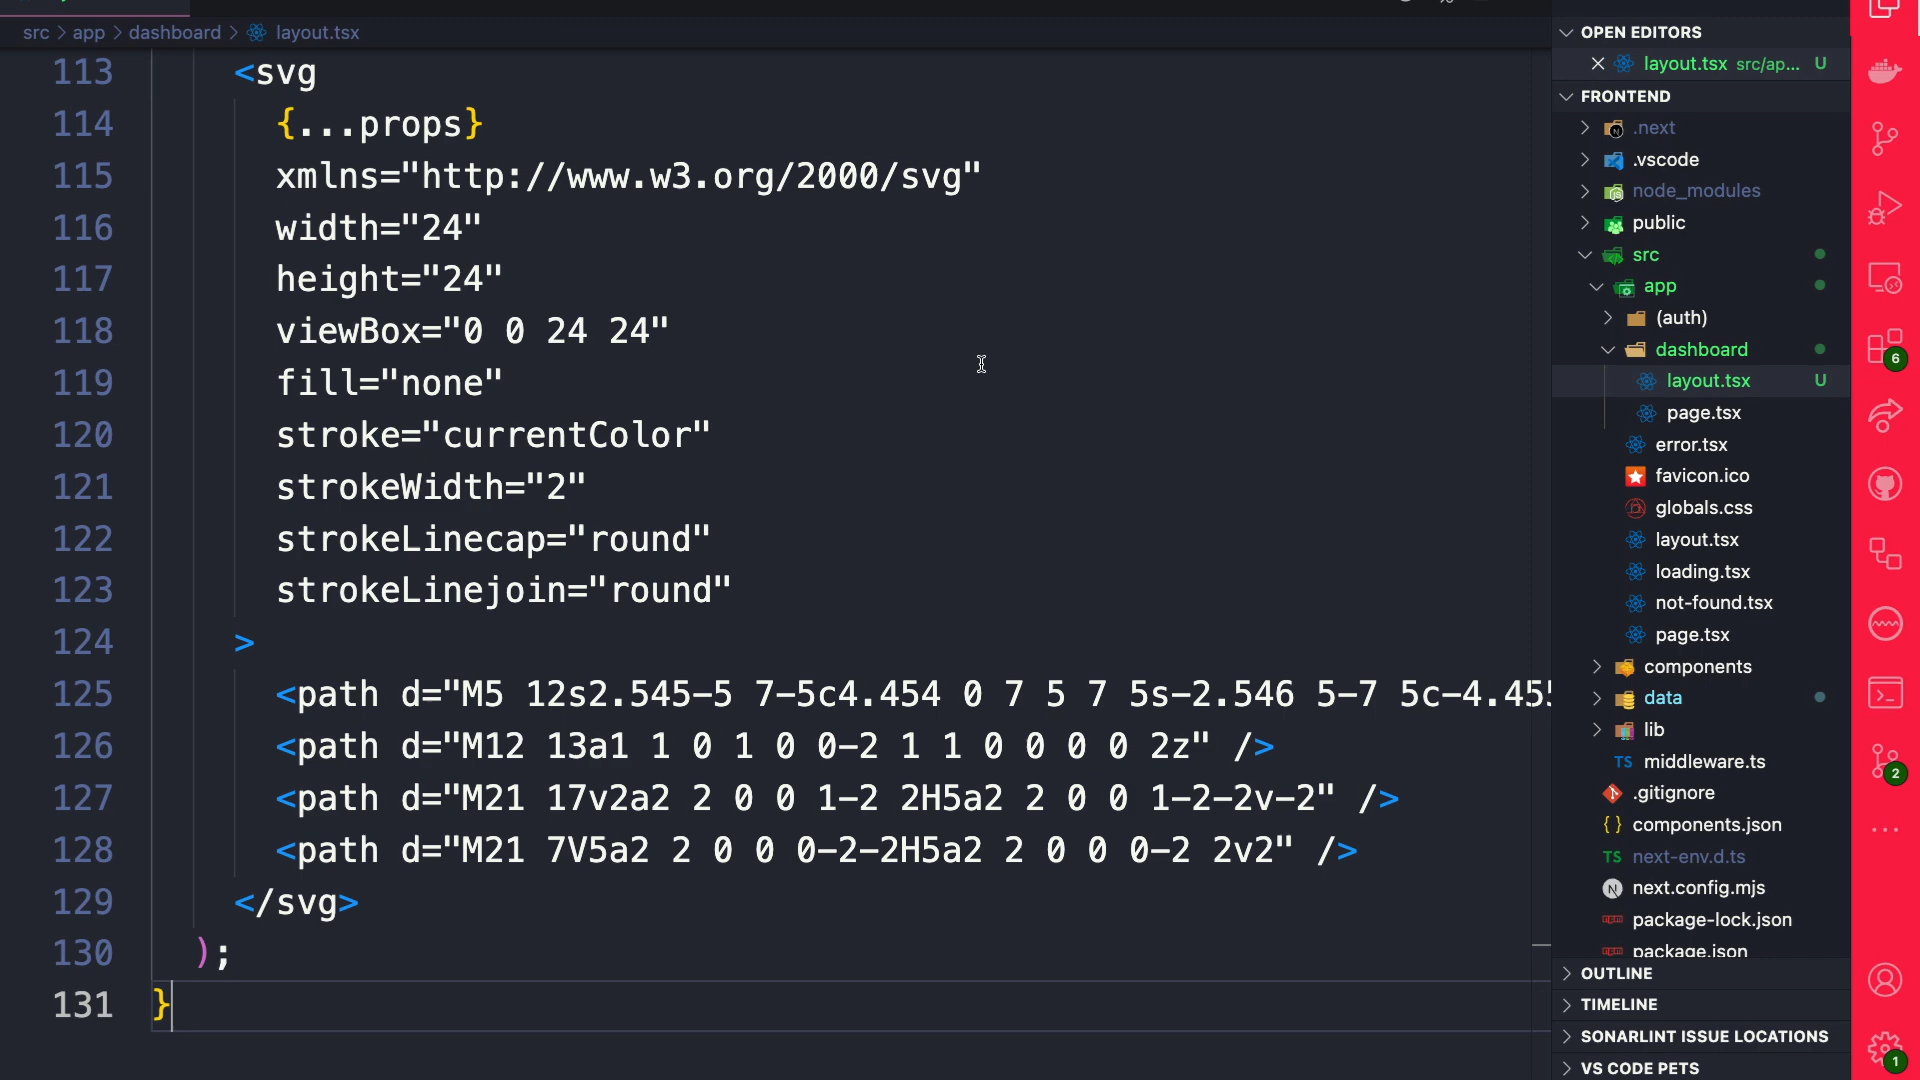 src > app > dashboard > layout.tsx
113 <svg
114 {...props}
115 xmlns="http://www.w3.org/2000/svg"
116 width="24"
117 height="24"
118 viewBox="0 0 24 24"
119 fill="none"
120 stroke="currentColor"
121 strokeWidth="2"
122 strokeLinecap="round"
123 strokeLinejoin="round"
124 >
125 <path d="M5 12s2.545-5 7-5c4.454 0 7 5 7 5s-2.546 5-7 5c-4.455
126 <path d="M12 13a1 1 0 1 0 0-2 1 1 0 0 0 0 2z" />
127 <path d="M21 17v2a2 2 0 0 1-2 2H5a2 2 0 0 1-2-2v-2" />
128 <path d="M21 7V5a2 2 0 0 0-2-2H5a2 2 0 0 0-2 2v2" />
129 </svg>
130 );
131 }
OPEN EDITORS
layout.tsx src/ap... U
FRONTEND
.next
.vscode
node_modules
public
src
app
(auth)
dashboard
layout.tsx U
page.tsx
error.tsx
favicon.ico
globals.css
layout.tsx
loading.tsx
not-found.tsx
page.tsx
components
data
lib
TS middleware.ts
.gitignore
{} components.json
TS next-env.d.ts
next.config.mjs
package-lock.json
package.json
OUTLINE
TIMELINE
SONARLINT ISSUE LOCATIONS
VS CODE PETS
6
2
1